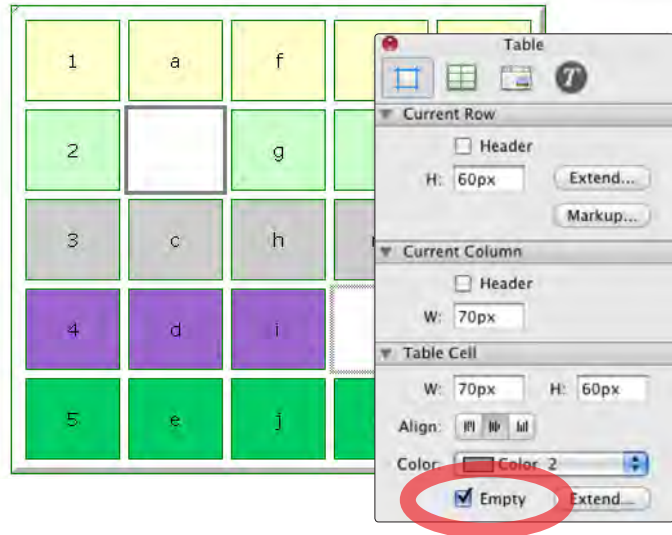 1 a f
2 g
3 c h
4 d i
5 e j
Table
T
Current Row
Header
H: 60px Extend...
Markup...
Current Column
Header
W: 70px
Table Cell
W: 70px H: 60px
Align:
Color: Color 2
Empty Extend...